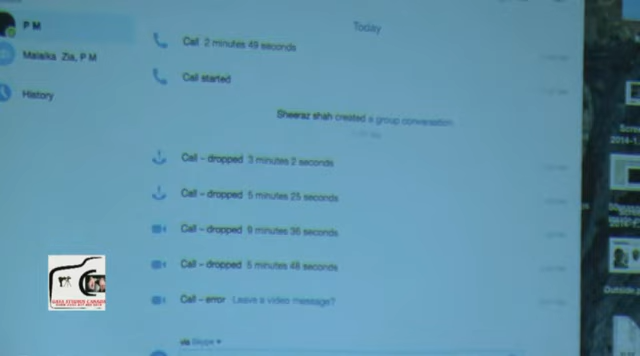 P M
Malaika Zia, P M
History
Today
Call 2 minutes 49 seconds
Call started
Sheeraz shah created a group conversation
Call – dropped 3 minutes 2 seconds
Call – dropped 5 minutes 25 seconds
Call – dropped 9 minutes 36 seconds
Call – dropped 5 minutes 48 seconds
Call – error Leave a video message?
via Skype